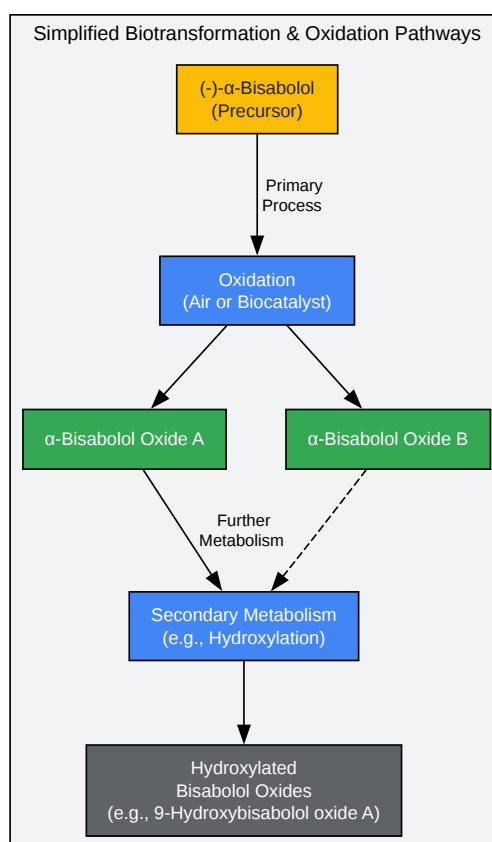 Simplified Biotransformation & Oxidation Pathways
(-)-α-Bisabolol
(Precursor)
Primary
Process
Oxidation
(Air or Biocatalyst)
α-Bisabolol Oxide A
α-Bisabolol Oxide B
Further
Metabolism
Secondary Metabolism
(e.g., Hydroxylation)
Hydroxylated
Bisabolol Oxides
(e.g., 9-Hydroxybisabolol oxide A)